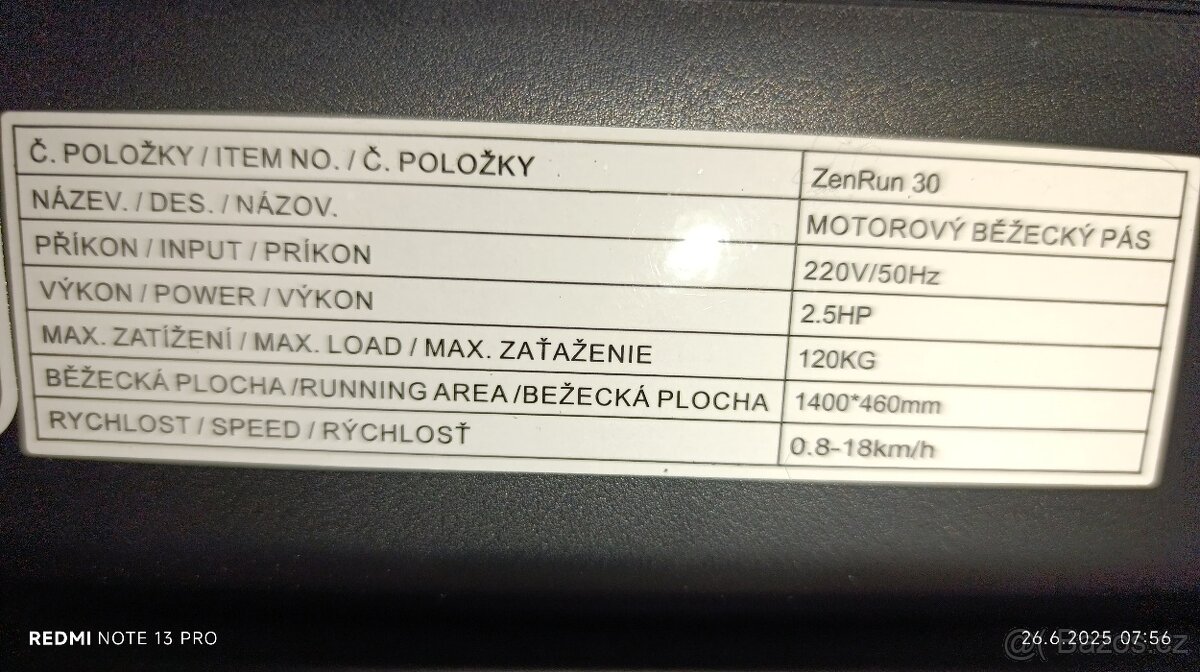 Č. POLOŽKY / ITEM NO. / Č. POLOŽKY ZenRun 30
NÁZEV. / DES. / NÁZOV. MOTOROVÝ BĚŽECKÝ PÁS
PŘÍKON / INPUT / PRÍKON 220V/50Hz
VÝKON / POWER / VÝKON 2.5HP
MAX. ZATÍŽENÍ / MAX. LOAD / MAX. ZAŤAŽENIE 120KG
BĚŽECKÁ PLOCHA /RUNNING AREA /BEŽECKÁ PLOCHA 1400*460mm
RYCHLOST / SPEED / RÝCHLOSŤ 0.8-18km/h
REDMI NOTE 13 PRO
26.6.2025 07:56
Bazos.cz